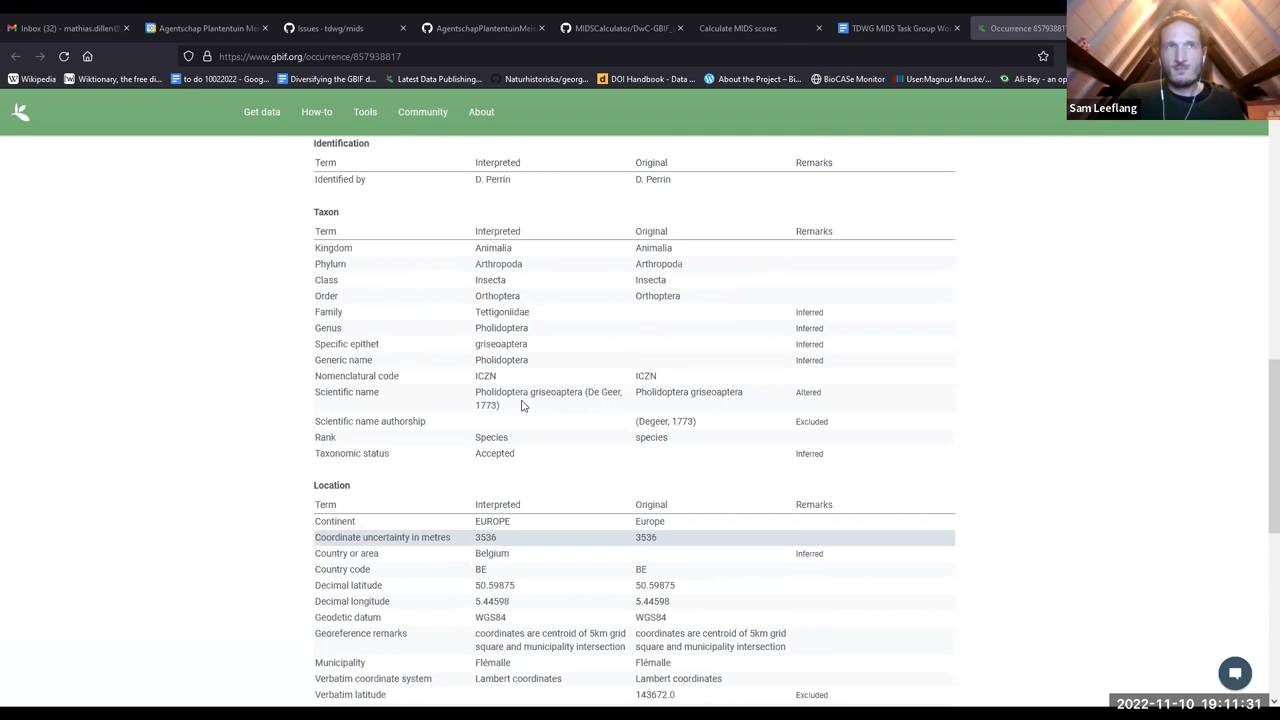 Inbox (32) - mathias.dillen@
Agentschap Plantentuin Me
Issues · tdwg/mids
AgentschapPlantentuinMei
MIDSCalculator/DwC-GBIF_
Calculate MIDS scores
TDWG MIDS Task Group Wo
Occurrence 857938817
https://www.gbif.org/occurrence/857938817
Wikipedia
Wiktionary, the free di...
to do 10022022 - Goog...
Diversifying the GBIF d...
Latest Data Publishing...
Naturhistoriska/georg...
DOI Handbook - Data ...
About the Project – Bi...
BioCASe Monitor
User:Magnus Manske/...
Ali-Bey - an op
Sam Leeflang
Get data How-to Tools Community About
Identification
Term Interpreted Original Remarks
Identified by D. Perrin D. Perrin
Taxon
Term Interpreted Original Remarks
Kingdom Animalia Animalia
Phylum Arthropoda Arthropoda
Class Insecta Insecta
Order Orthoptera Orthoptera
Family Tettigoniidae Inferred
Genus Pholidoptera Inferred
Specific epithet griseoaptera Inferred
Generic name Pholidoptera Inferred
Nomenclatural code ICZN ICZN
Scientific name Pholidoptera griseoaptera (De Geer, Pholidoptera griseoaptera Altered
1773)
Scientific name authorship (Degeer, 1773) Excluded
Rank Species species
Taxonomic status Accepted Inferred
Location
Term Interpreted Original Remarks
Continent EUROPE Europe
Coordinate uncertainty in metres 3536 3536
Country or area Belgium Inferred
Country code BE BE
Decimal latitude 50.59875 50.59875
Decimal longitude 5.44598 5.44598
Geodetic datum WGS84 WGS84
Georeference remarks coordinates are centroid of 5km grid coordinates are centroid of 5km grid
square and municipality intersection square and municipality intersection
Municipality Flémalle Flémalle
Verbatim coordinate system Lambert coordinates Lambert coordinates
Verbatim latitude 143672.0 Excluded
2022-11-10 19:11:31